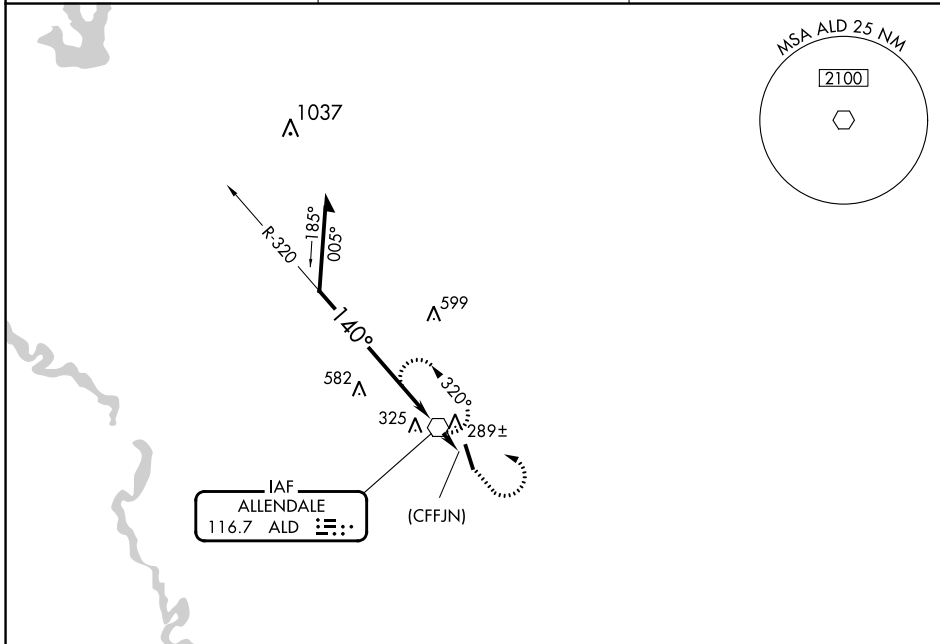 MSA ALD 25 NM
2100
1037
R-320
185°
005°
140°
599
582
320°
325
289±
IAF
ALLENDALE
116.7 ALD
(CFFJN)